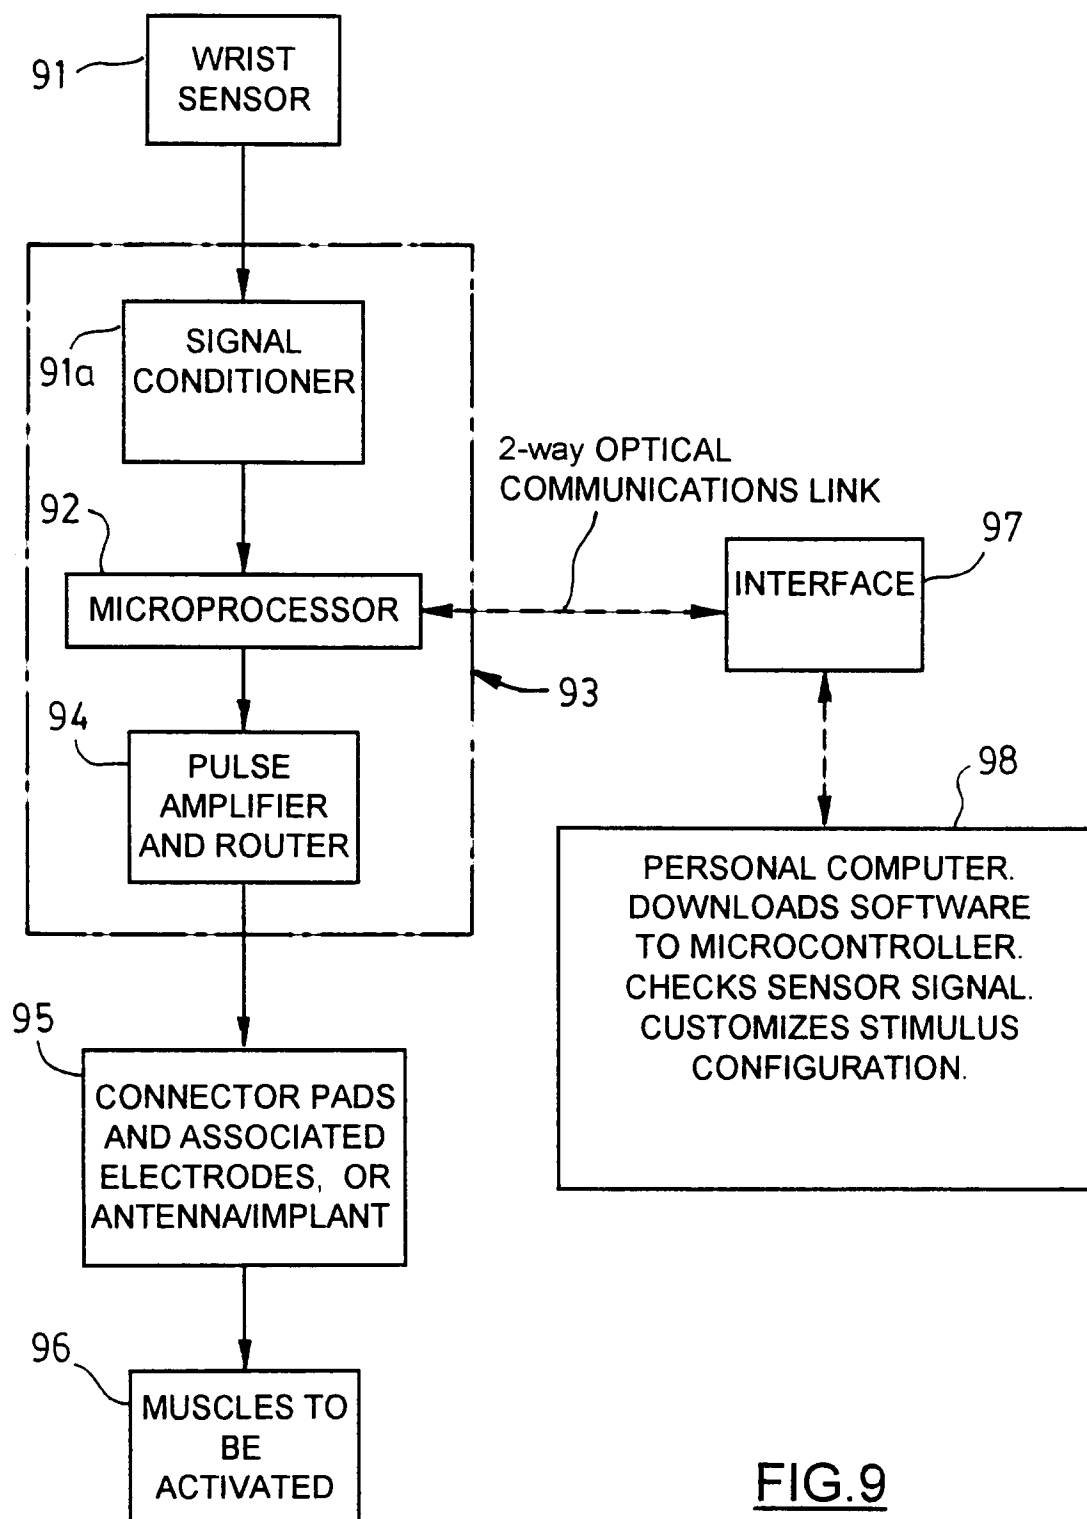 91
WRIST
SENSOR
91a
SIGNAL
CONDITIONER
2-way OPTICAL
COMMUNICATIONS LINK
92
MICROPROCESSOR
97
INTERFACE
93
94
PULSE
AMPLIFIER
AND ROUTER
98
PERSONAL COMPUTER.
DOWNLOADS SOFTWARE
TO MICROCONTROLLER.
CHECKS SENSOR SIGNAL.
CUSTOMIZES STIMULUS
CONFIGURATION.
95
CONNECTOR PADS
AND ASSOCIATED
ELECTRODES, OR
ANTENNA/IMPLANT
96
MUSCLES TO
BE
ACTIVATED
FIG.9